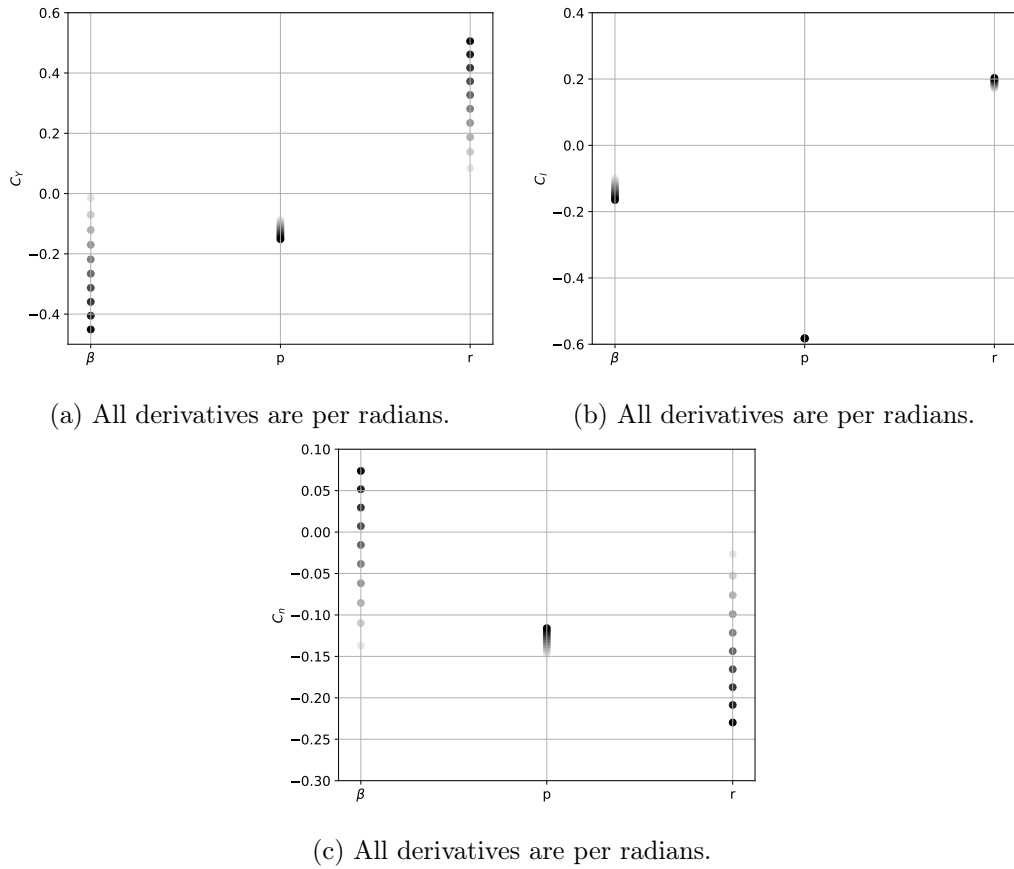 0.6
0.4
0.2
0.0
−0.2
−0.4
C_Y
β p r
0.4
0.2
0.0
−0.2
−0.4
−0.6
C_l
β p r
(a) All derivatives are per radians.
(b) All derivatives are per radians.
0.10
0.05
0.00
−0.05
−0.10
−0.15
−0.20
−0.25
−0.30
C_n
β p r
(c) All derivatives are per radians.